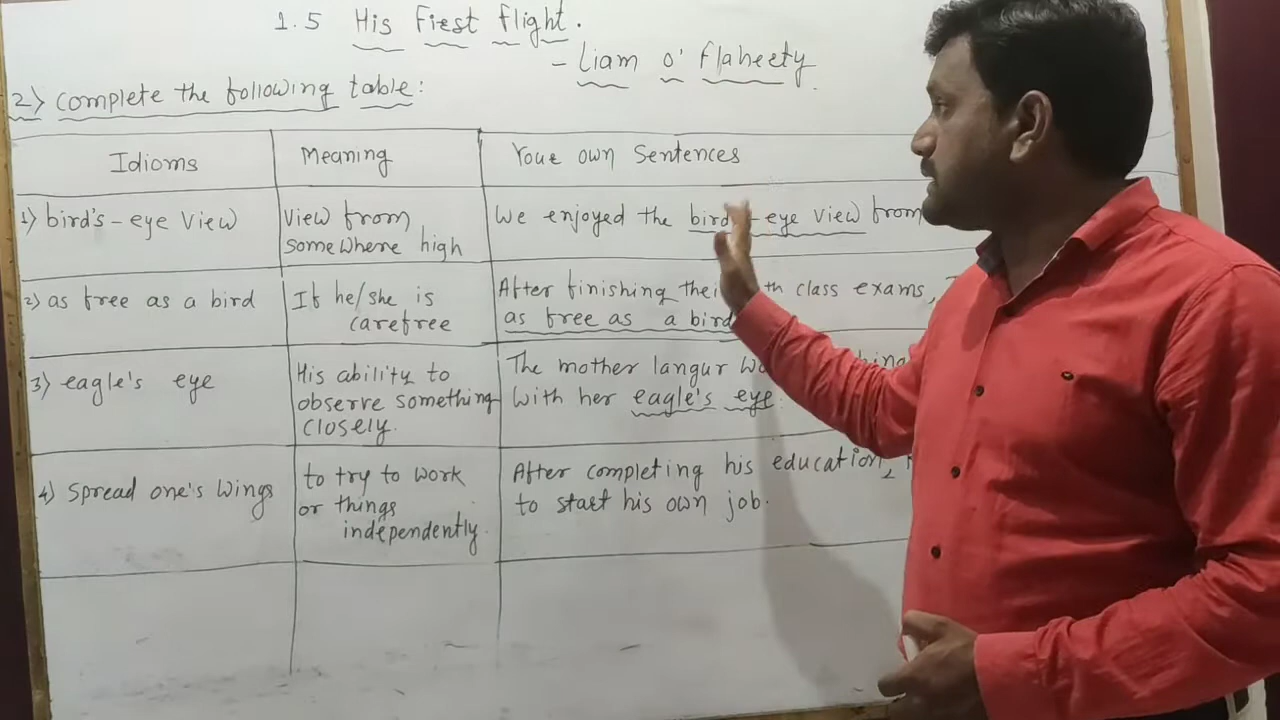 1.5 His First flight.
- Liam o' flaherty.
2) Complete the following table:
Idioms
Meaning
Your own Sentences
1) bird's-eye view
View from
somewhere high
We enjoyed the bird's-eye view from
2) as free as a bird
If he/she is
carefree
After finishing their th class exams,
as free as a bird
3) eagle's eye
His ability to
observe something
closely.
The mother langur
with her eagle's eye.
4) Spread one's wings
to try to work
or things
independently.
After completing his education,
to start his own job.